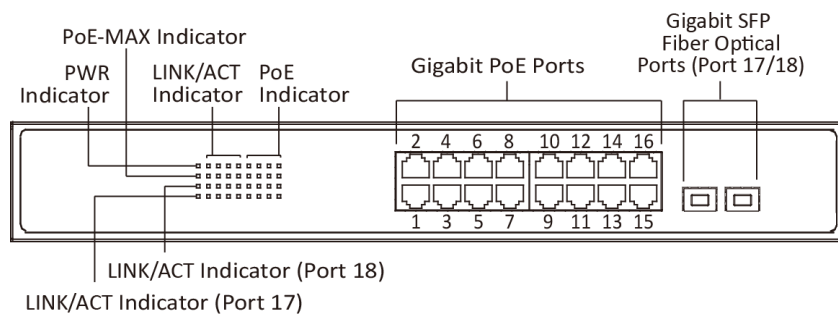 PoE-MAX Indicator
PWR
Indicator
LINK/ACT
Indicator
PoE
Indicator
Gigabit PoE Ports
Gigabit SFP
Fiber Optical
Ports (Port 17/18)
2 4 6 8 10 12 14 16
1 3 5 7 9 11 13 15
LINK/ACT Indicator (Port 18)
LINK/ACT Indicator (Port 17)